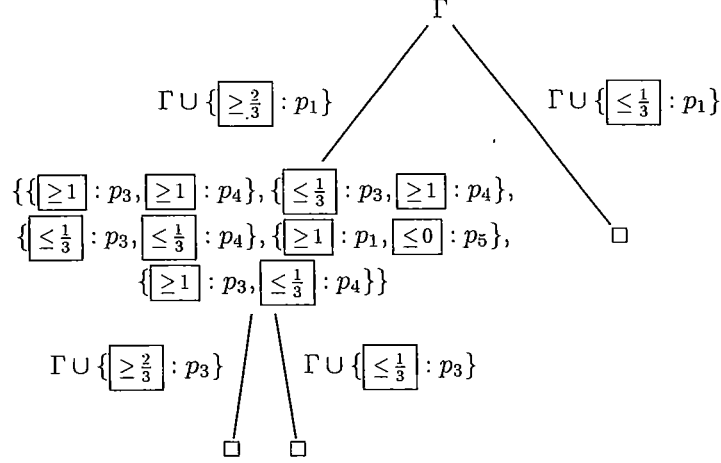 Γ
Γ ∪ {≥2/3 : p₁} Γ ∪ {≤1/3 : p₁}
{{≥1 : p₃, ≥1 : p₄}, {≤1/3 : p₃, ≥1 : p₄},
{≤1/3 : p₃, ≤1/3 : p₄}, {≥1 : p₁, ≤0 : p₅},
{≥1 : p₃, ≤1/3 : p₄}}
Γ ∪ {≥2/3 : p₃} Γ ∪ {≤1/3 : p₃}